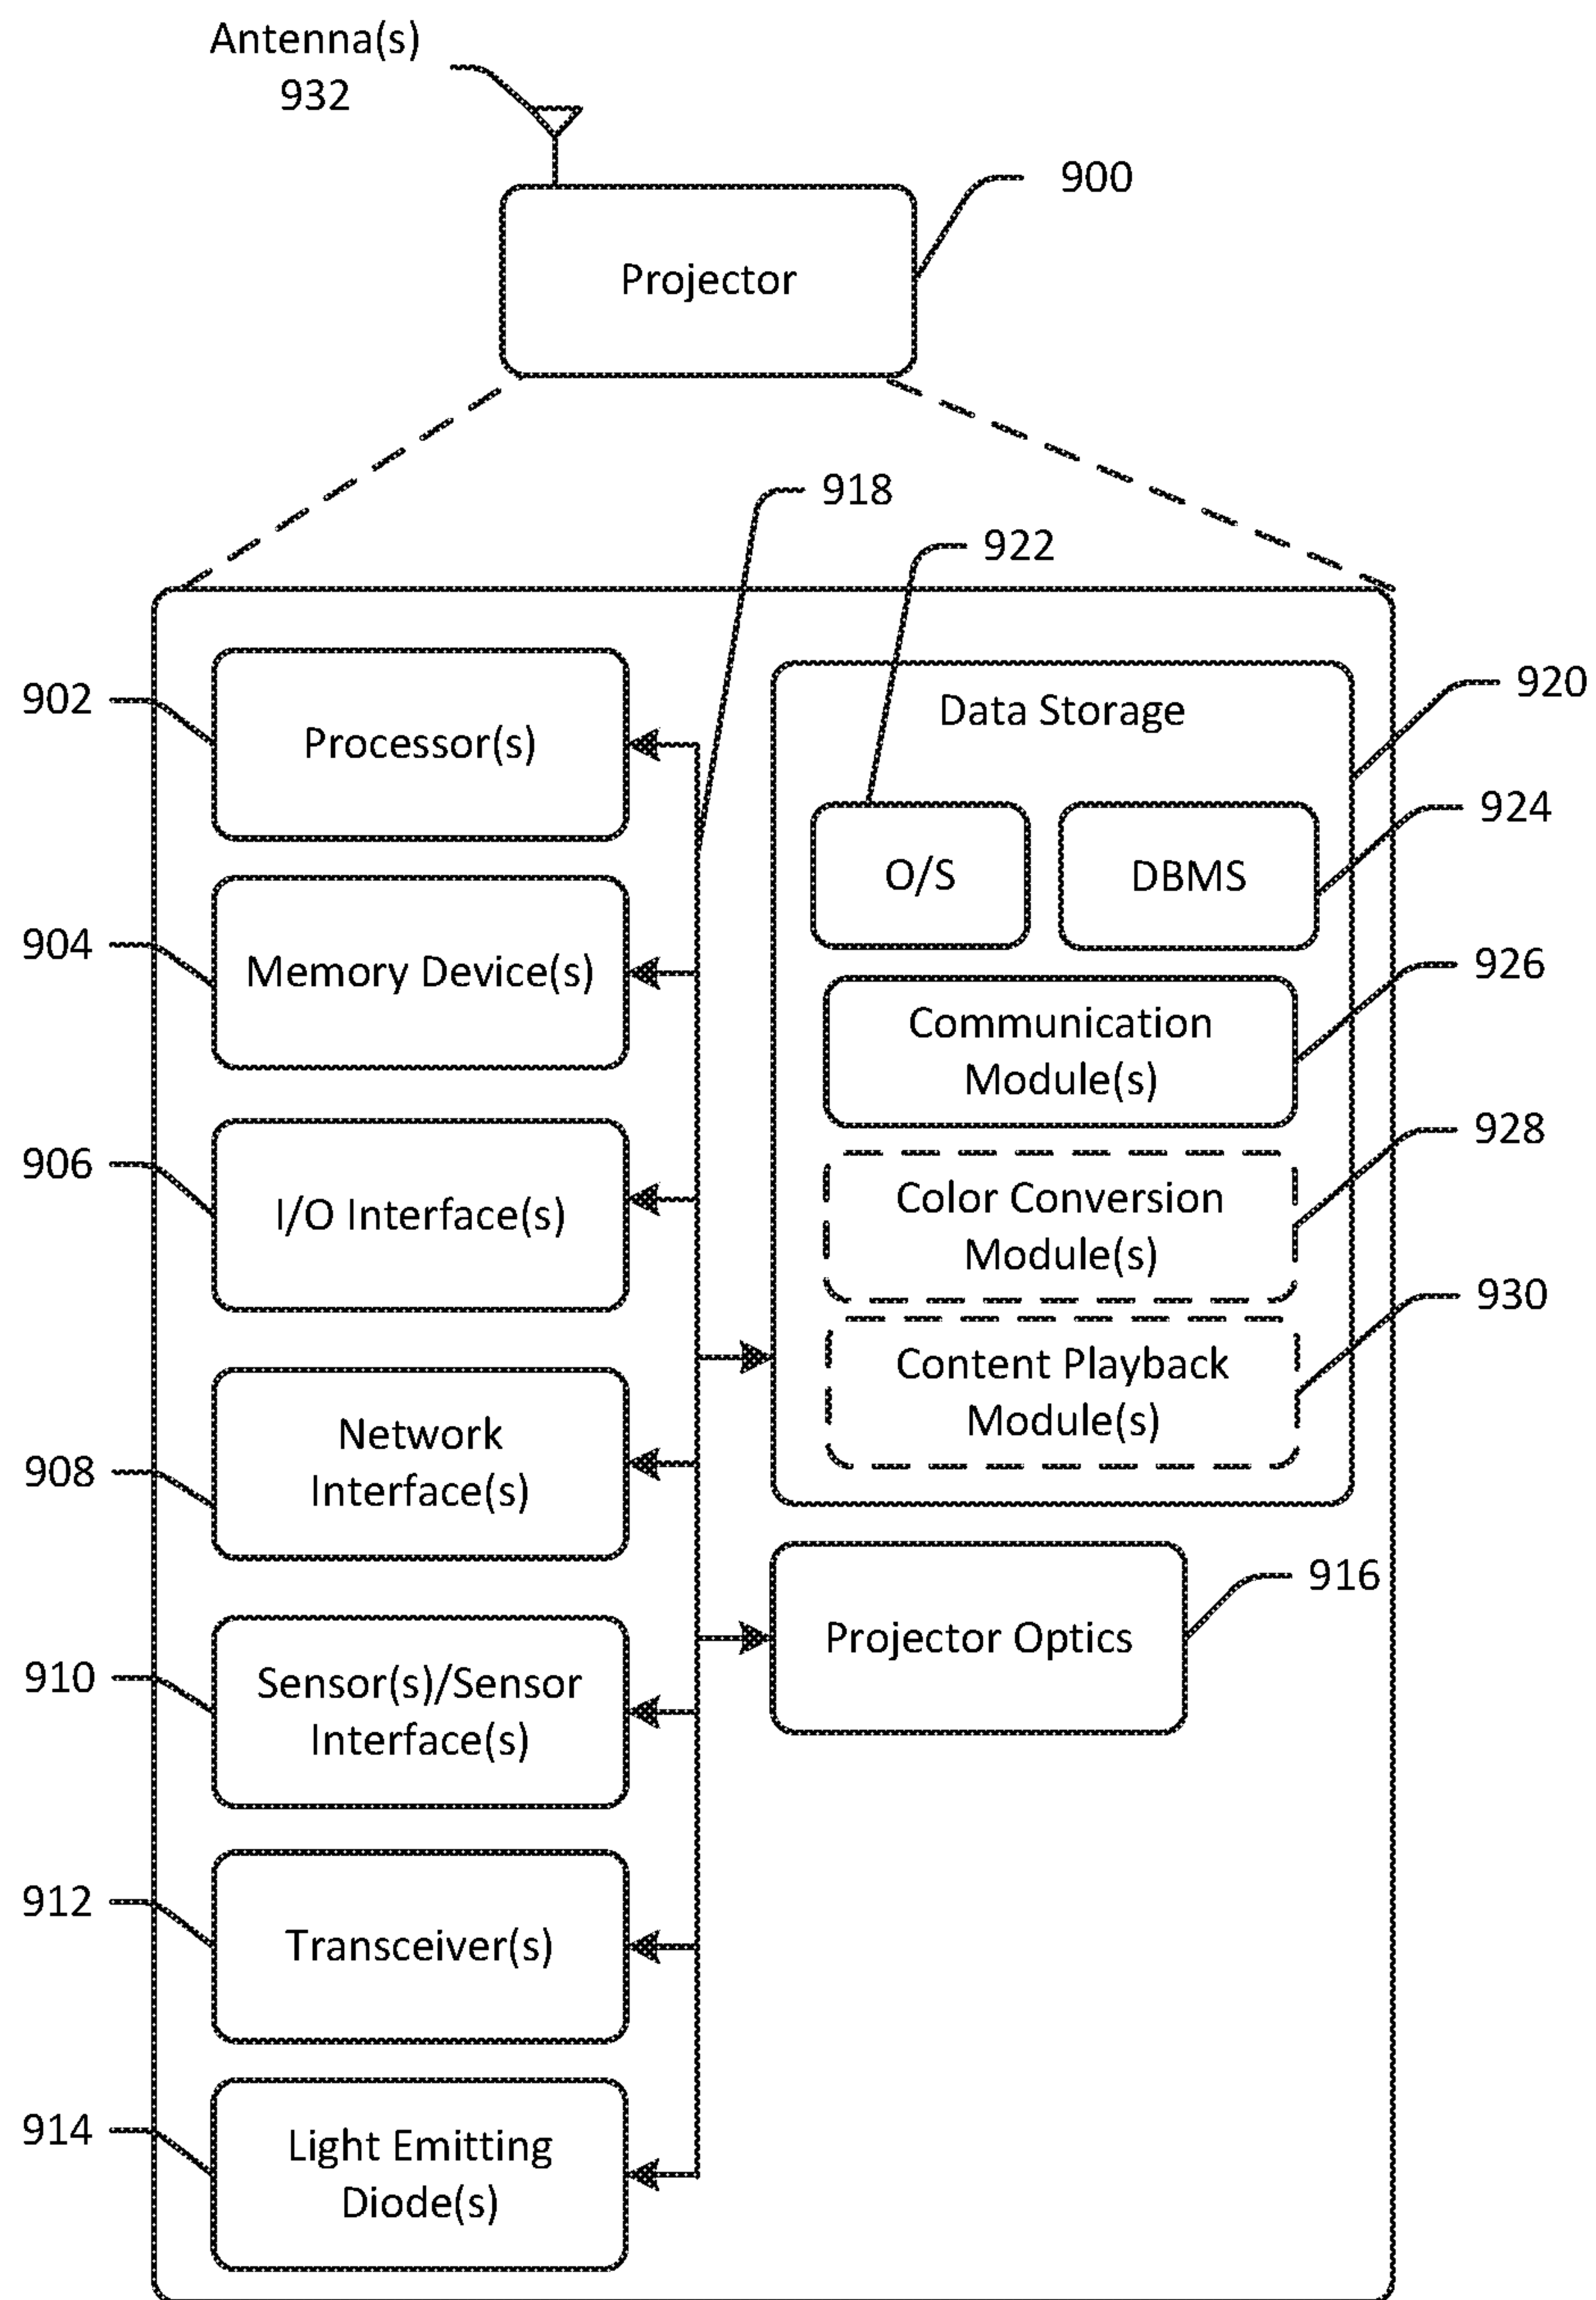 Antenna(s)
932
900
Projector
918
922
902
Processor(s)
Data Storage
920
O/S
DBMS
924
904
Memory Device(s)
Communication
Module(s)
926
906
I/O Interface(s)
Color Conversion
Module(s)
928
Content Playback
Module(s)
930
908
Network
Interface(s)
Projector Optics
916
910
Sensor(s)/Sensor
Interface(s)
912
Transceiver(s)
914
Light Emitting
Diode(s)